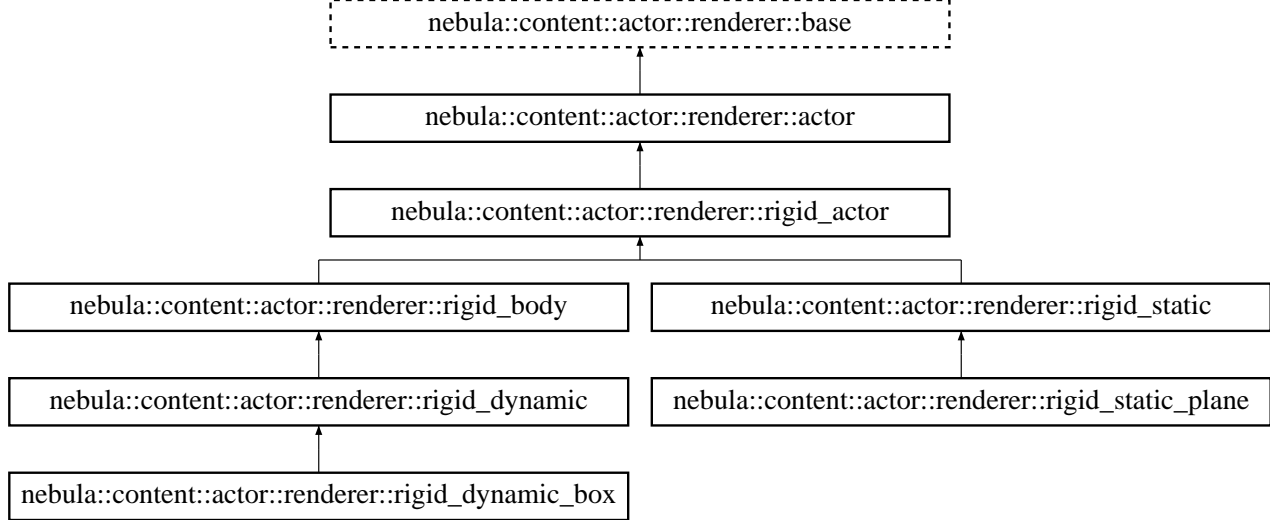 nebula::content::actor::renderer::base
nebula::content::actor::renderer::actor
nebula::content::actor::renderer::rigid_actor
nebula::content::actor::renderer::rigid_body
nebula::content::actor::renderer::rigid_static
nebula::content::actor::renderer::rigid_dynamic
nebula::content::actor::renderer::rigid_static_plane
nebula::content::actor::renderer::rigid_dynamic_box